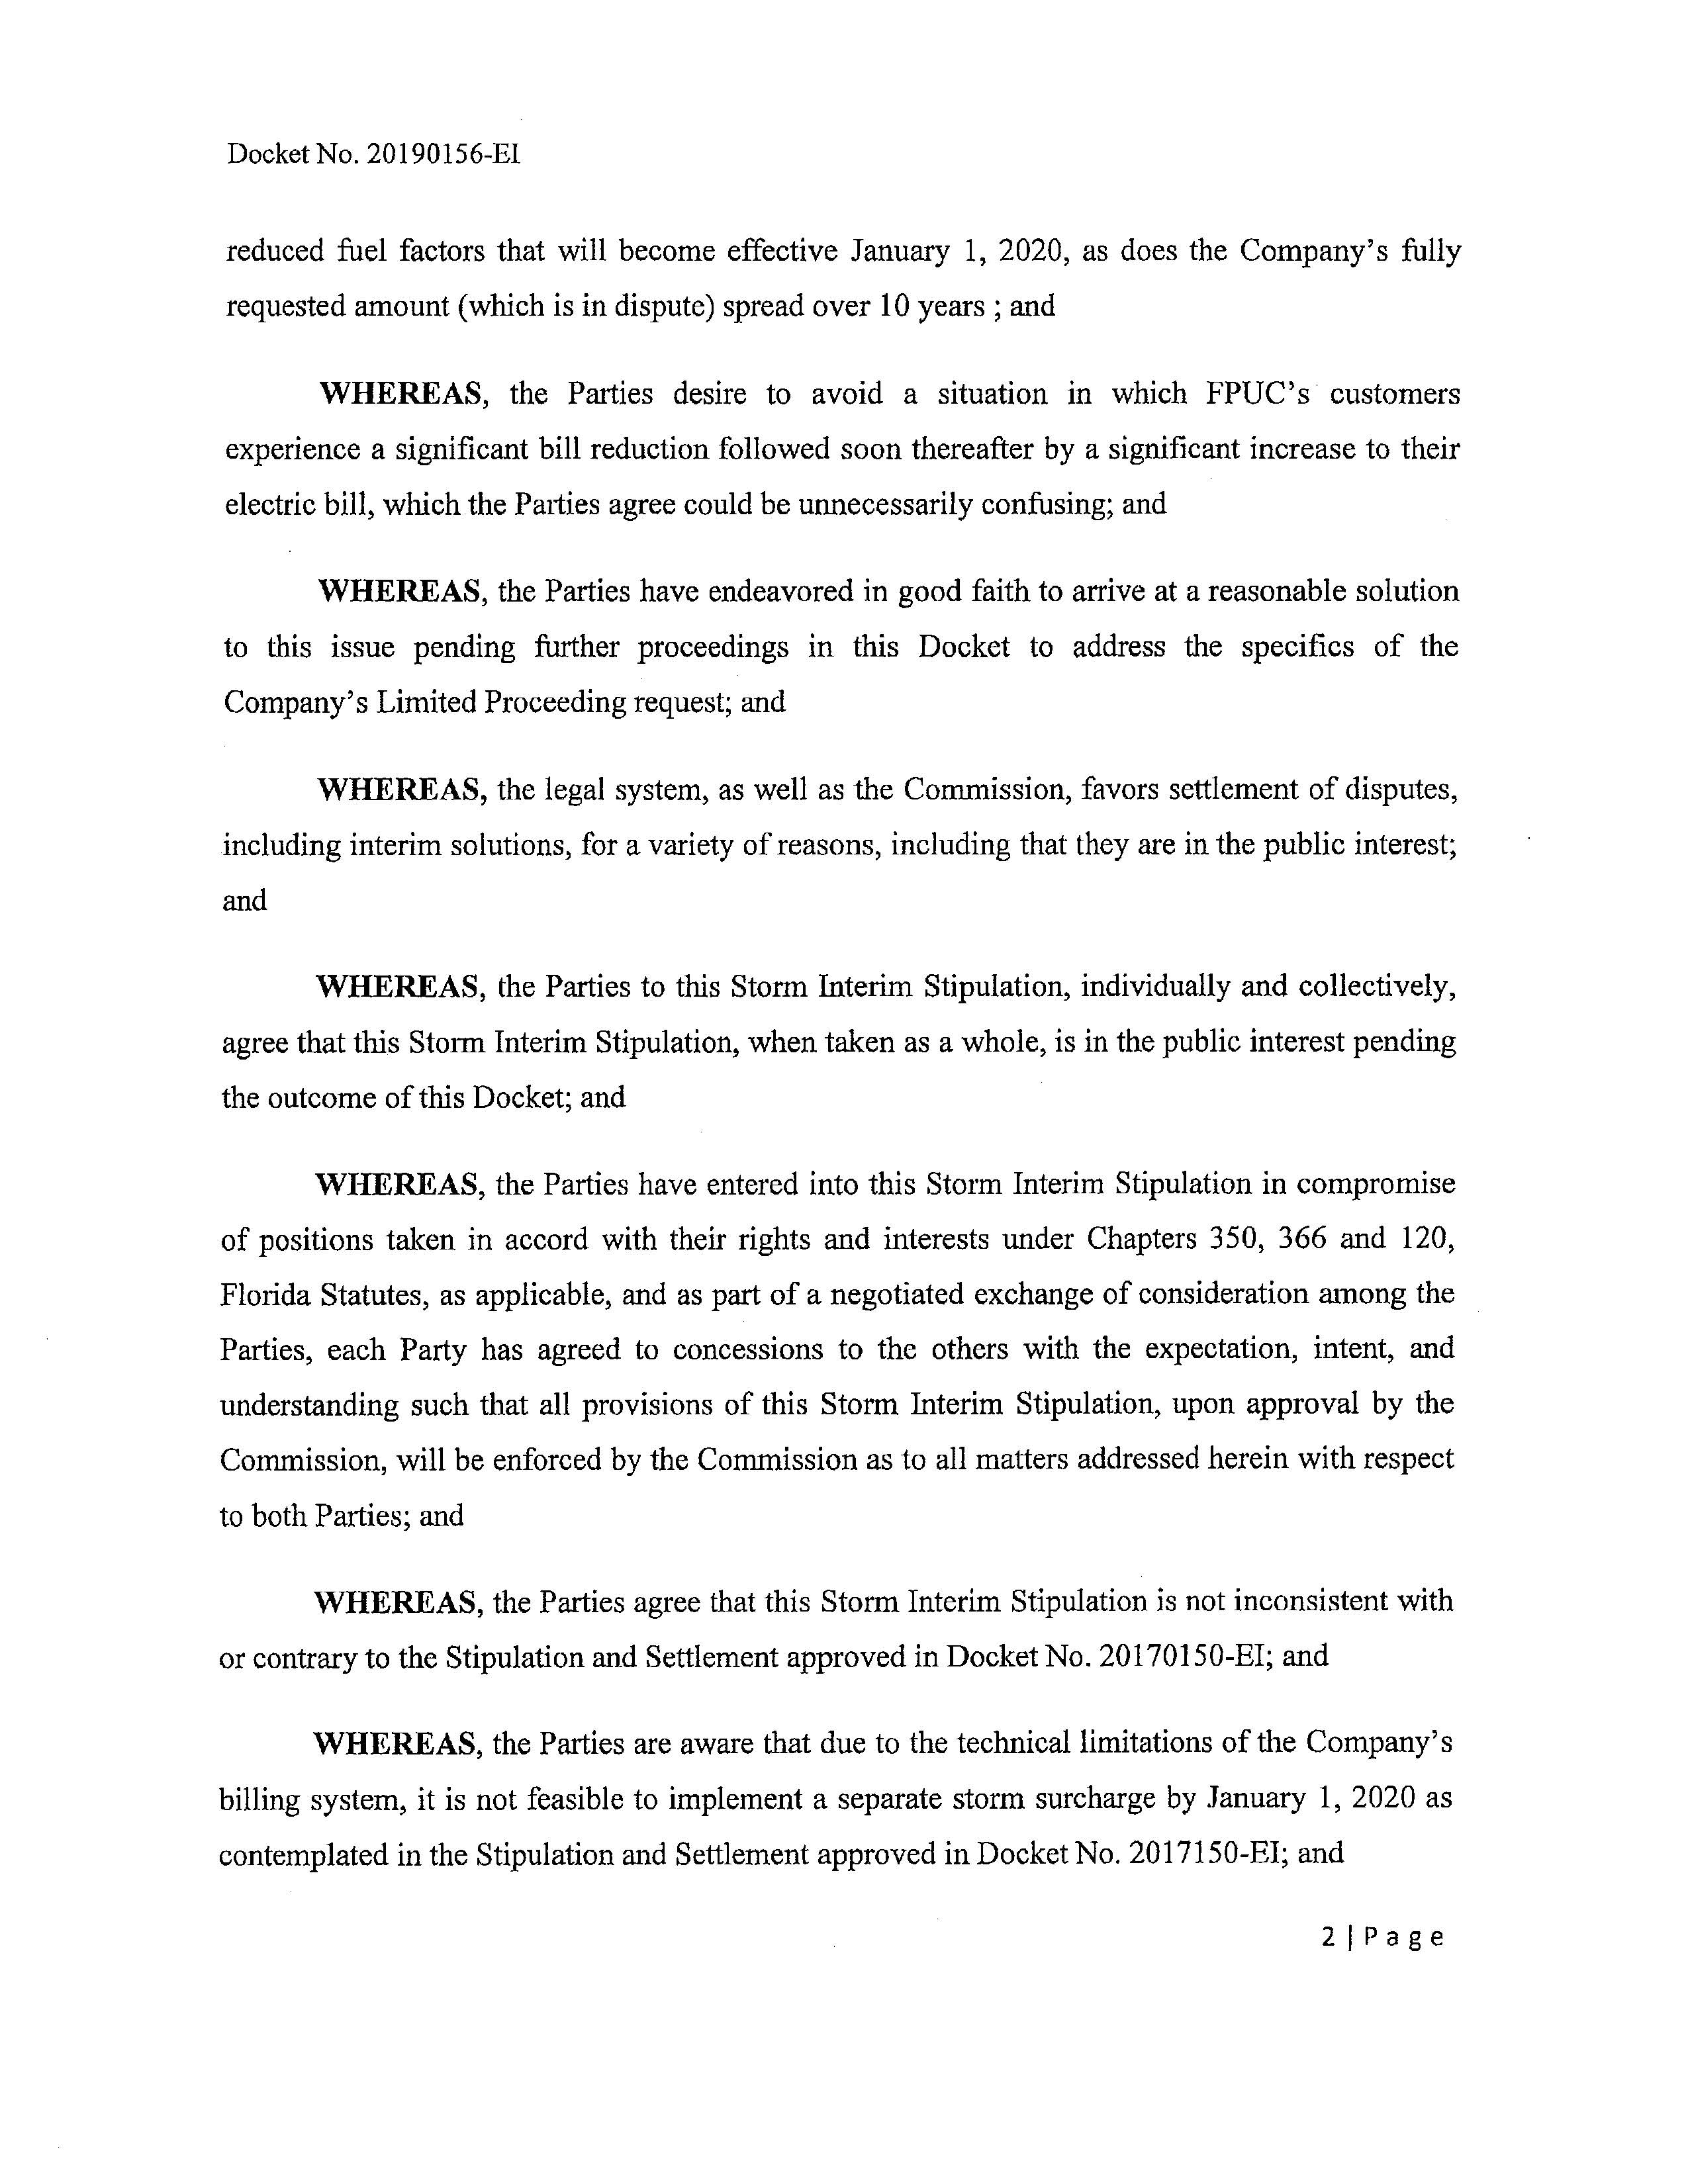 Docket No. 20190156-EI
reduced fuel factors that will become effective January 1, 2020, as does the Company's fully
requested amount (which is in dispute) spread over 10 years ; and
WHEREAS, the Parties desire to avoid a situation in which FPUC's customers
experience a significant bill reduction followed soon thereafter by a significant increase to their
electric bill, which the Parties agree could be unnecessarily confusing; and
WHEREAS, the Parties have endeavored in good faith to arrive at a reasonable solution
to this issue pending further proceedings in this Docket to address the specifics of the
Company's Limited Proceeding request; and
WHEREAS, the legal system, as well as the Commission, favors settlement of disputes,
including interim solutions, for a variety of reasons, including that they are in the public interest;
and
WHEREAS, the Parties to this Storm Interim Stipulation, individually and collectively,
agree that this Storm Interim Stipulation, when taken as a whole, is in the public interest pending
the outcome of this Docket; and
WHEREAS, the Parties have entered into this Storm Interim Stipulation in compromise
of positions taken in accord with their rights and interests under Chapters 350, 366 and 120,
Florida Statutes, as applicable, and as part of a negotiated exchange of consideration among the
Parties, each Party has agreed to concessions to the others with the expectation, intent, and
understanding such that all provisions of this Storm Interim Stipulation, upon approval by the
Commission, will be enforced by the Commission as to all matters addressed herein with respect
to both Parties; and
WHEREAS, the Parties agree that this Storm Interim Stipulation is not inconsistent with
or contrary to the Stipulation and Settlement approved in Docket No. 20170150-EI; and
WHEREAS, the Parties are aware that due to the technical limitations of the Company's
billing system, it is not feasible to implement a separate storm surcharge by January 1, 2020 as
contemplated in the Stipulation and Settlement approved in Docket No. 2017150-EI; and
2 | P a g e